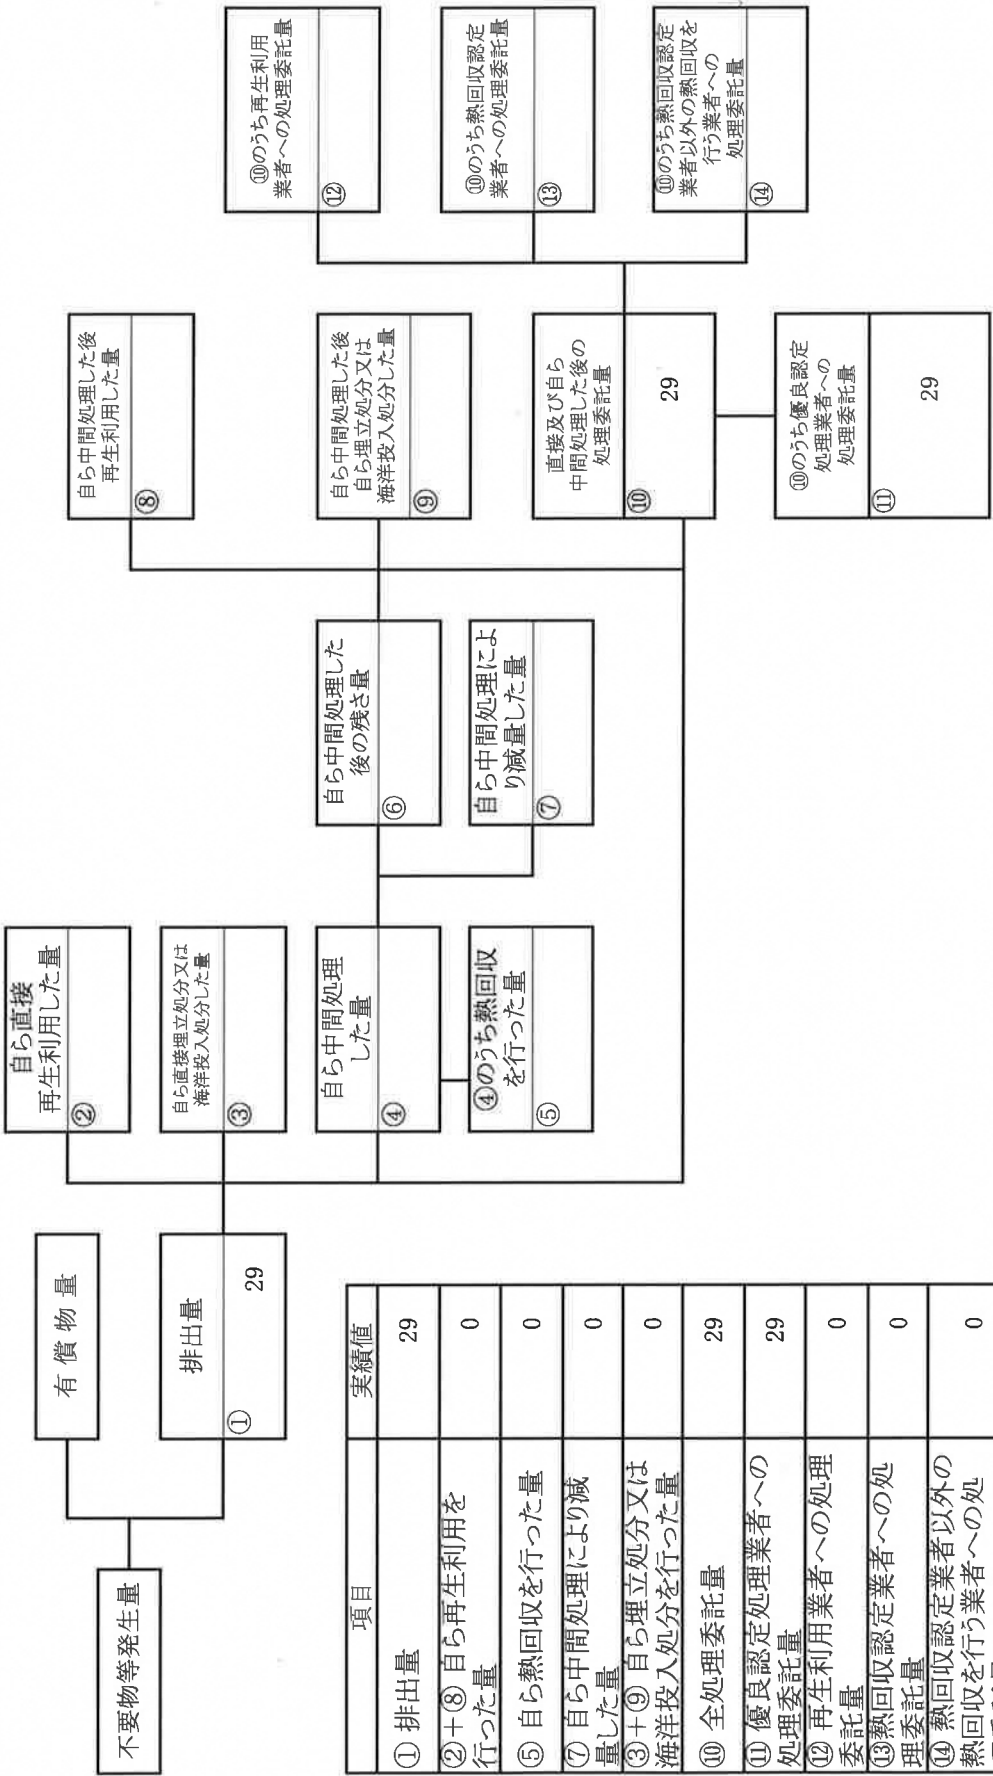 不要物等発生量
有償物量
排出量
①
29
自ら直接
再生利用した量
②
自ら直接埋立処分又は
海洋投入処分した量
③
自ら中間処理
した量
④
④のうち熱回収
を行った量
⑤
自ら中間処理した
後の残さ量
⑥
自ら中間処理によ
り減量した量
⑦
自ら中間処理した後
再生利用した量
⑧
自ら中間処理した後
自ら埋立処分又は
海洋投入処分した量
⑨
直接及び自ら
中間処理した後の
処理委託量
⑩
29
⑩のうち優良認定
処理業者への
処理委託量
⑪
29
⑩のうち再生利用
業者への処理委託量
⑫
⑩のうち熱回収認定
業者への処理委託量
⑬
⑩のうち熱回収認定
業者以外の熱回収を
行う業者への
処理委託量
⑭
項目 実績値
① 排出量 29
②+⑧ 自ら再生利用を
行った量 0
⑤ 自ら熱回収を行った量 0
⑦ 自ら中間処理により減
量した量 0
③+⑨ 自ら埋立処分又は
海洋投入処分を行った量 0
⑩ 全処理委託量 29
⑪ 優良認定処理業者への
処理委託量 29
⑫ 再生利用業者への処理
委託量 0
⑬熱回収認定業者への処
理委託量 0
⑭ 熱回収認定業者以外の
熱回収を行う業者への処 0